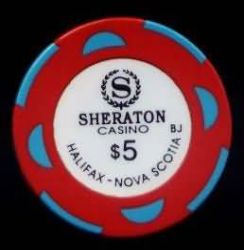 S
SHERATON
CASINO
BJ
$5
HALIFAX - NOVA SCOTIA